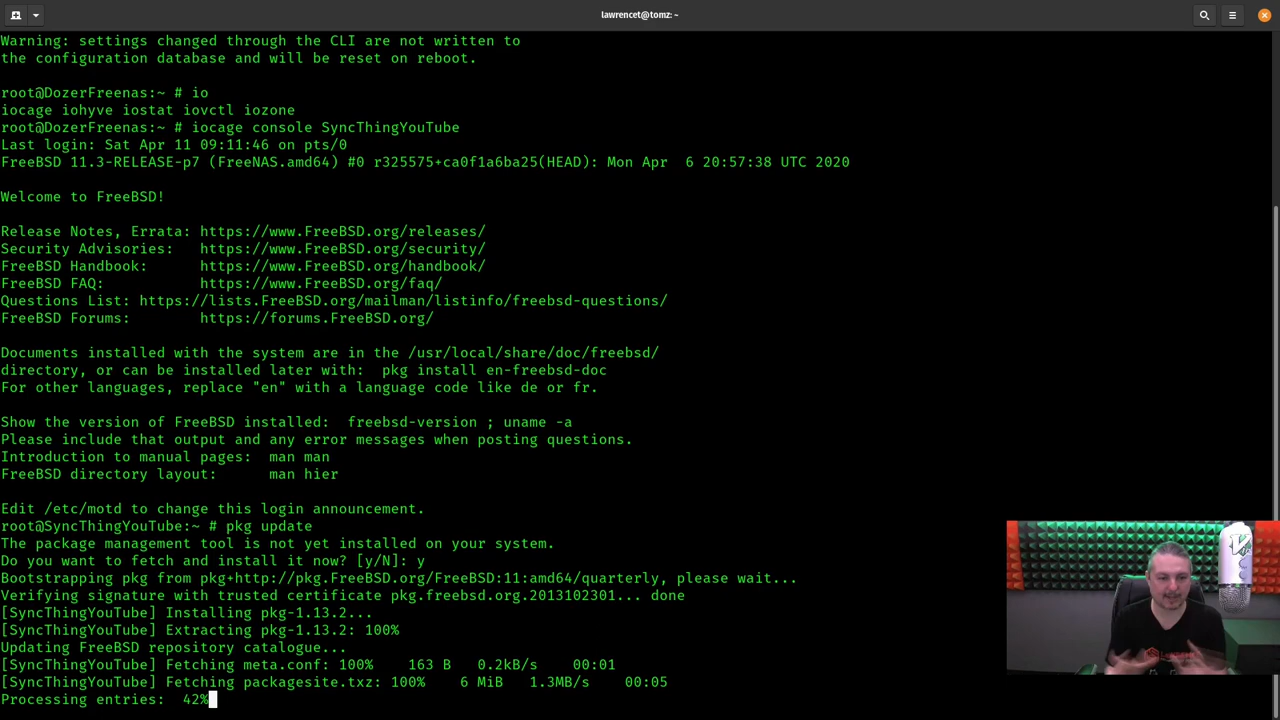 lawrencet@tomz: ~
Warning: settings changed through the CLI are not written to
the configuration database and will be reset on reboot.
root@DozerFreenas:~ # io
iocage iohyve iostat iovctl iozone
root@DozerFreenas:~ # iocage console SyncThingYouTube
Last login: Sat Apr 11 09:11:46 on pts/0
FreeBSD 11.3-RELEASE-p7 (FreeNAS.amd64) #0 r325575+ca0f1a6ba25(HEAD): Mon Apr  6 20:57:38 UTC 2020
Welcome to FreeBSD!
Release Notes, Errata: https://www.FreeBSD.org/releases/
Security Advisories:   https://www.FreeBSD.org/security/
FreeBSD Handbook:      https://www.FreeBSD.org/handbook/
FreeBSD FAQ:           https://www.FreeBSD.org/faq/
Questions List: https://lists.FreeBSD.org/mailman/listinfo/freebsd-questions/
FreeBSD Forums:        https://forums.FreeBSD.org/
Documents installed with the system are in the /usr/local/share/doc/freebsd/
directory, or can be installed later with:  pkg install en-freebsd-doc
For other languages, replace "en" with a language code like de or fr.
Show the version of FreeBSD installed:  freebsd-version ; uname -a
Please include that output and any error messages when posting questions.
Introduction to manual pages:  man man
FreeBSD directory layout:      man hier
Edit /etc/motd to change this login announcement.
root@SyncThingYouTube:~ # pkg update
The package management tool is not yet installed on your system.
Do you want to fetch and install it now? [y/N]: y
Bootstrapping pkg from pkg+http://pkg.FreeBSD.org/FreeBSD:11:amd64/quarterly, please wait...
Verifying signature with trusted certificate pkg.freebsd.org.2013102301... done
[SyncThingYouTube] Installing pkg-1.13.2...
[SyncThingYouTube] Extracting pkg-1.13.2: 100%
Updating FreeBSD repository catalogue...
[SyncThingYouTube] Fetching meta.conf: 100%    163 B   0.2kB/s    00:01
[SyncThingYouTube] Fetching packagesite.txz: 100%    6 MiB   1.3MB/s    00:05
Processing entries:  42%